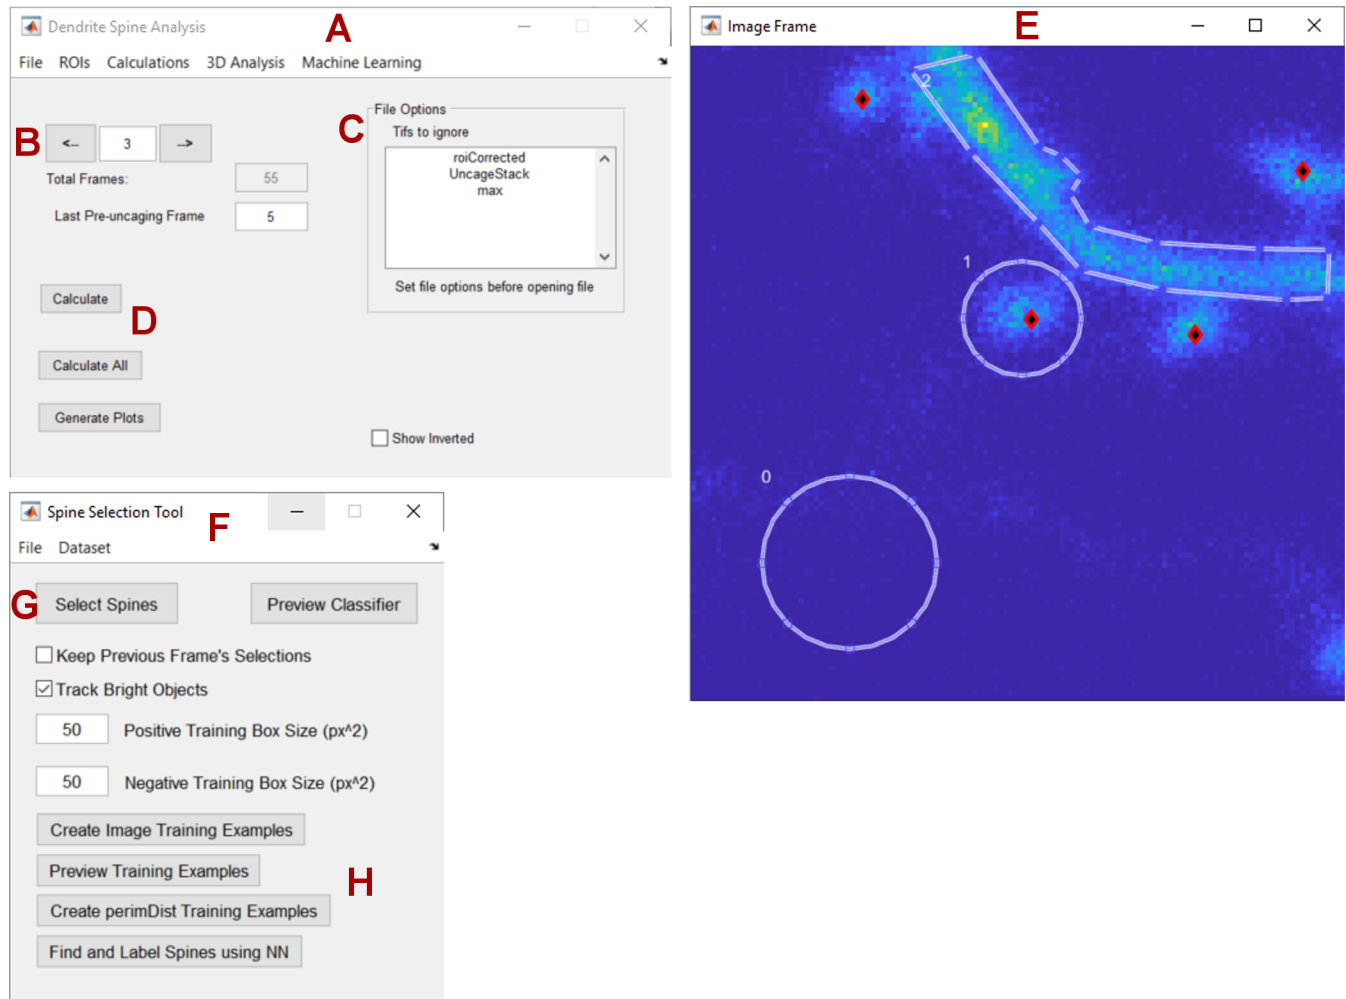 Dendrite Spine Analysis
A
File ROIs Calculations 3D Analysis Machine Learning
B
<-- 3 -->
Total Frames: 55
Last Pre-uncaging Frame 5
C
File Options
Tifs to ignore
roiCorrected
UncageStack
max
Set file options before opening file
Calculate
D
Calculate All
Generate Plots
Show Inverted
Image Frame
E
2
1
0
Spine Selection Tool
F
File Dataset
G
Select Spines Preview Classifier
Keep Previous Frame's Selections
Track Bright Objects
50 Positive Training Box Size (px^2)
50 Negative Training Box Size (px^2)
Create Image Training Examples
Preview Training Examples
H
Create perimDist Training Examples
Find and Label Spines using NN